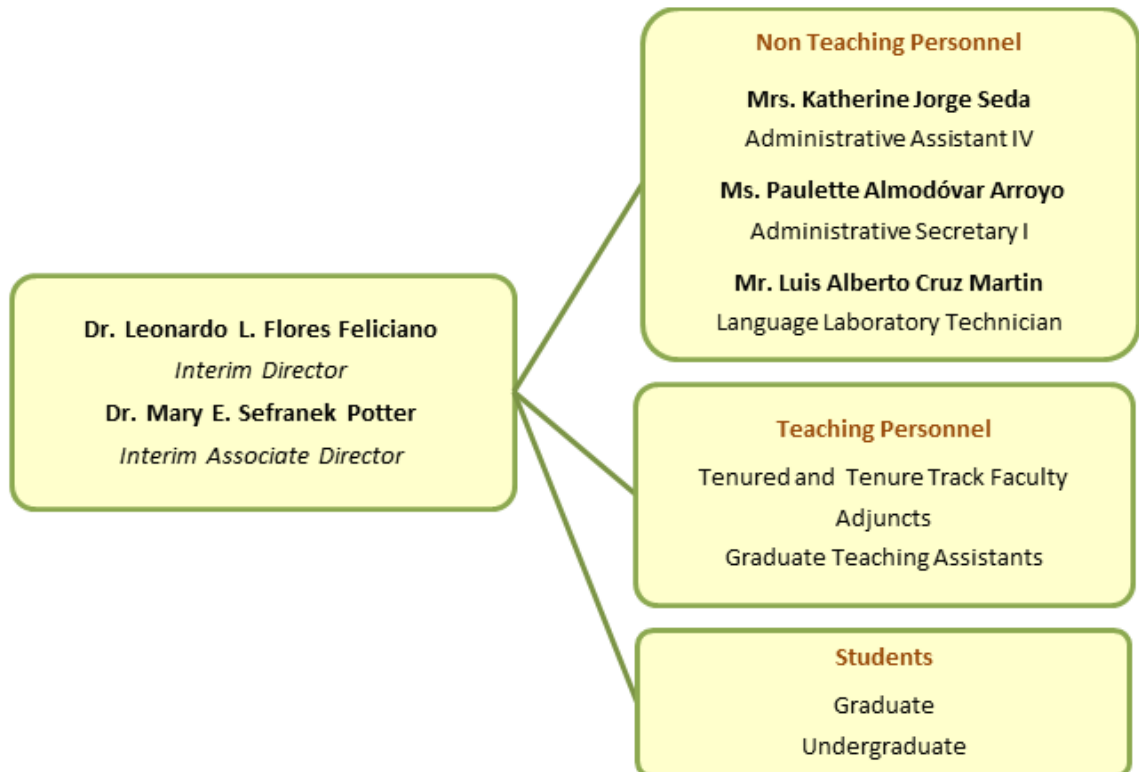 Dr. Leonardo L. Flores Feliciano
Interim Director
Dr. Mary E. Sefranek Potter
Interim Associate Director
Non Teaching Personnel
Mrs. Katherine Jorge Seda
Administrative Assistant IV
Ms. Paulette Almodóvar Arroyo
Administrative Secretary I
Mr. Luis Alberto Cruz Martin
Language Laboratory Technician
Teaching Personnel
Tenured and Tenure Track Faculty
Adjuncts
Graduate Teaching Assistants
Students
Graduate
Undergraduate